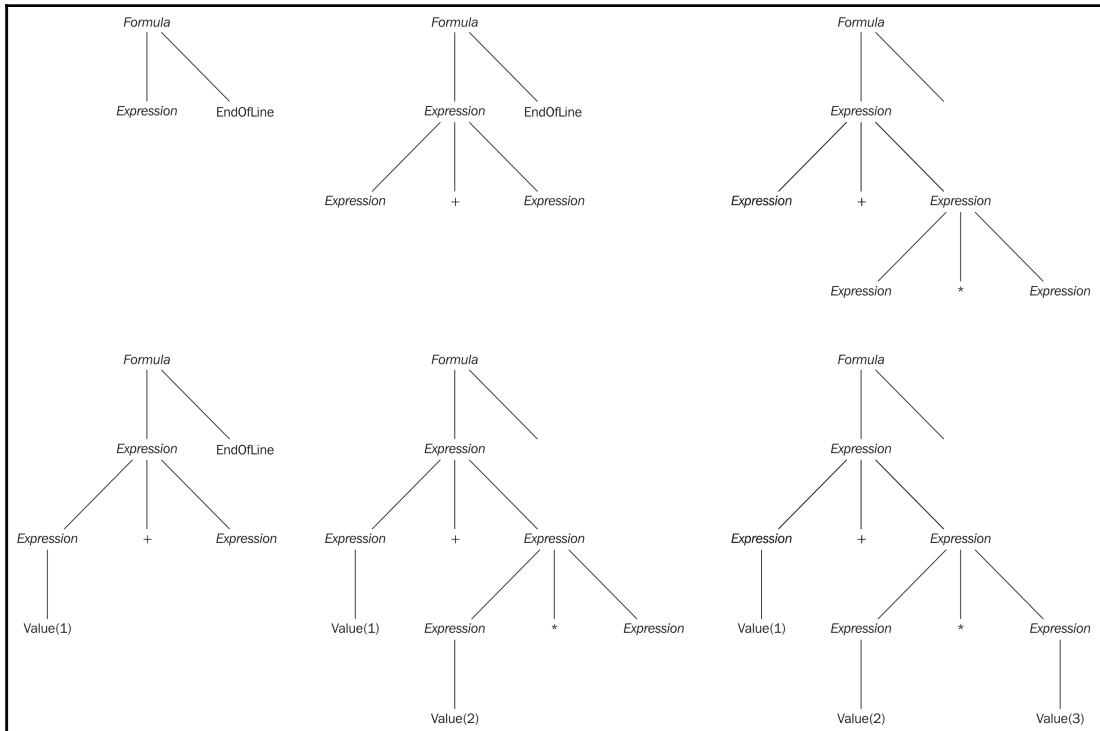 Formula Formula Formula
Expression EndOfLine Expression EndOfLine Expression
Expression + Expression Expression + Expression
Expression * Expression
Formula Formula Formula
Expression EndOfLine Expression Expression
Expression + Expression Expression + Expression Expression + Expression
Value(1) Value(1) Expression * Expression Value(1) Expression * Expression
Value(2) Value(2) Value(3)